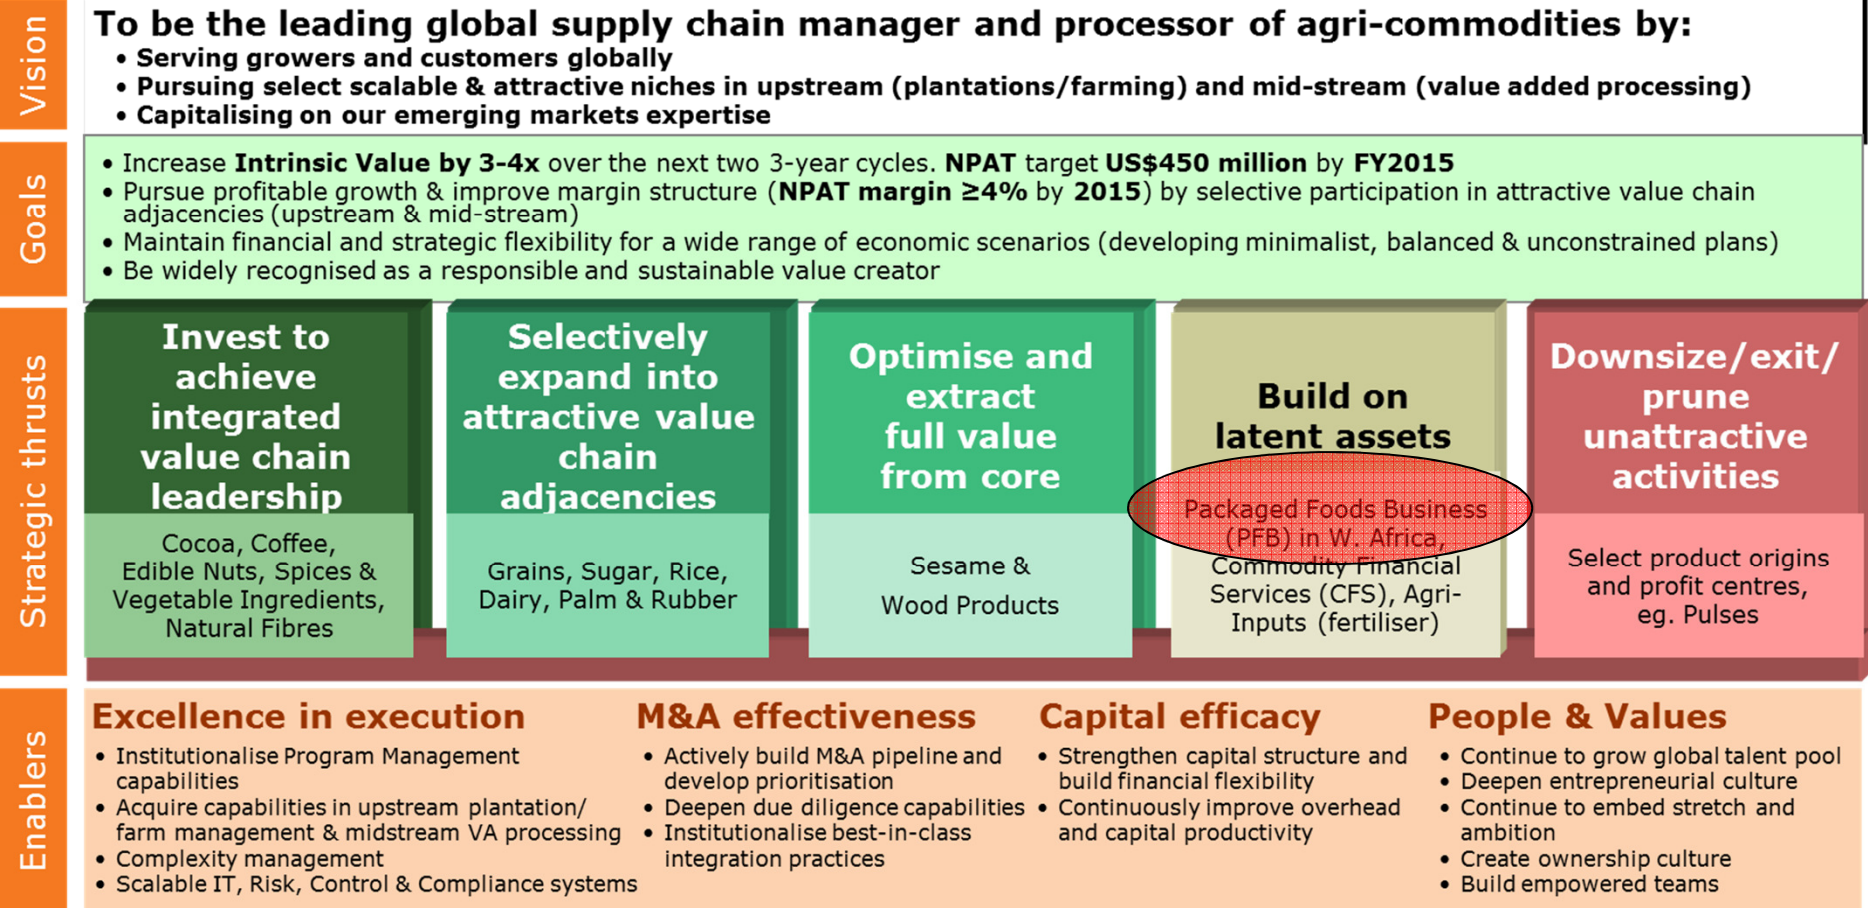 Vision
To be the leading global supply chain manager and processor of agri-commodities by:
• Serving growers and customers globally
• Pursuing select scalable & attractive niches in upstream (plantations/farming) and mid-stream (value added processing)
• Capitalising on our emerging markets expertise
Goals
• Increase Intrinsic Value by 3-4x over the next two 3-year cycles. NPAT target US$450 million by FY2015
• Pursue profitable growth & improve margin structure (NPAT margin ≥4% by 2015) by selective participation in attractive value chain
adjacencies (upstream & mid-stream)
• Maintain financial and strategic flexibility for a wide range of economic scenarios (developing minimalist, balanced & unconstrained plans)
• Be widely recognised as a responsible and sustainable value creator
Strategic thrusts
Invest to
achieve
integrated
value chain
leadership
Cocoa, Coffee,
Edible Nuts, Spices &
Vegetable Ingredients,
Natural Fibres
Selectively
expand into
attractive value
chain
adjacencies
Grains, Sugar, Rice,
Dairy, Palm & Rubber
Optimise and
extract
full value
from core
Sesame &
Wood Products
Build on
latent assets
Packaged Foods Business
(PFB) in W. Africa,
Commodity Financial
Services (CFS), Agri-
Inputs (fertiliser)
Downsize/exit/
prune
unattractive
activities
Select product origins
and profit centres,
eg. Pulses
Enablers
Excellence in execution
• Institutionalise Program Management
capabilities
• Acquire capabilities in upstream plantation/
farm management & midstream VA processing
• Complexity management
• Scalable IT, Risk, Control & Compliance systems
M&A effectiveness
• Actively build M&A pipeline and
develop prioritisation
• Deepen due diligence capabilities
• Institutionalise best-in-class
integration practices
Capital efficacy
• Strengthen capital structure and
build financial flexibility
• Continuously improve overhead
and capital productivity
People & Values
• Continue to grow global talent pool
• Deepen entrepreneurial culture
• Continue to embed stretch and
ambition
• Create ownership culture
• Build empowered teams